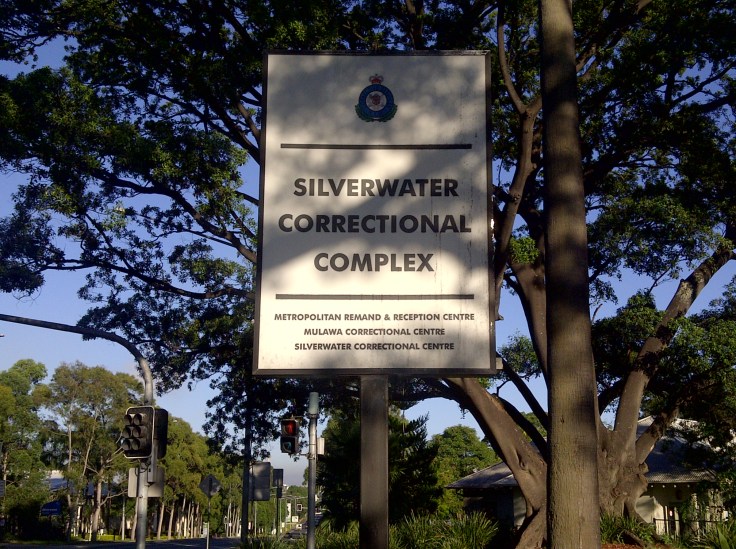 SILVERWATER
CORRECTIONAL
COMPLEX
METROPOLITAN REMAND & RECEPTION CENTRE
MULAWA CORRECTIONAL CENTRE
SILVERWATER CORRECTIONAL CENTRE